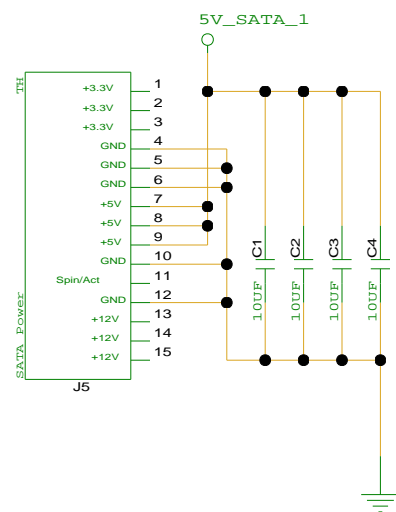 5V_SATA_1
TH
+3.3V 1
+3.3V 2
+3.3V 3
GND 4
GND 5
GND 6
+5V 7
+5V 8
+5V 9
GND 10
Spin/Act 11
GND 12
+12V 13
+12V 14
+12V 15
SATA Power
J5
C1
10UF
C2
10UF
C3
10UF
C4
10UF